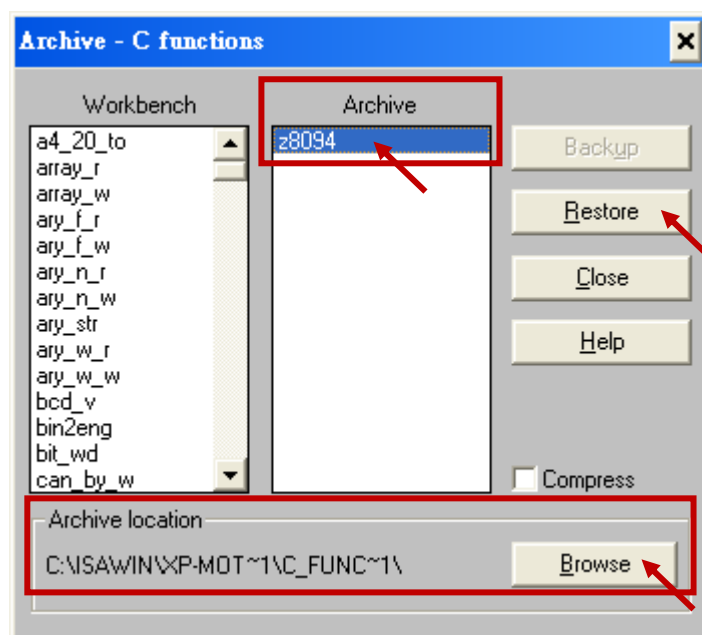 Archive - C functions
Workbench
Archive
a4_20_to
array_r
array_w
ary_f_r
ary_f_w
ary_n_r
ary_n_w
ary_str
ary_w_r
ary_w_w
bcd_v
bin2eng
bit_wd
can_by_w
z8094
Backup
Restore
Close
Help
Compress
Archive location
C:\ISAWIN\XP-MOT~1\C_FUNC~1\
Browse